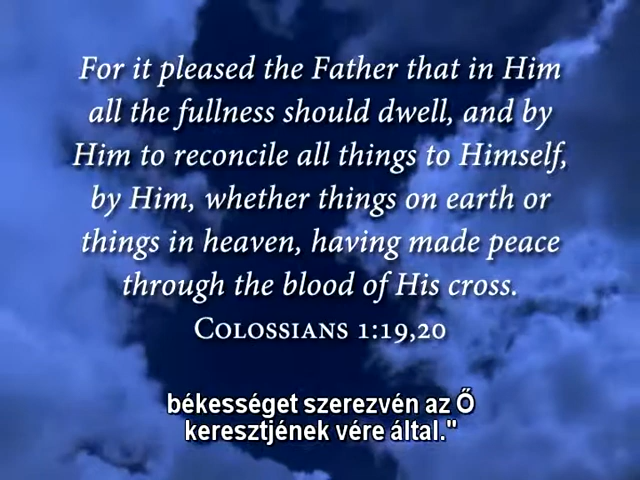 For it pleased the Father that in Him
all the fullness should dwell, and by
Him to reconcile all things to Himself,
by Him, whether things on earth or
things in heaven, having made peace
through the blood of His cross.
Colossians 1:19,20
békességet szerezvén az Ő
keresztjének vére által."